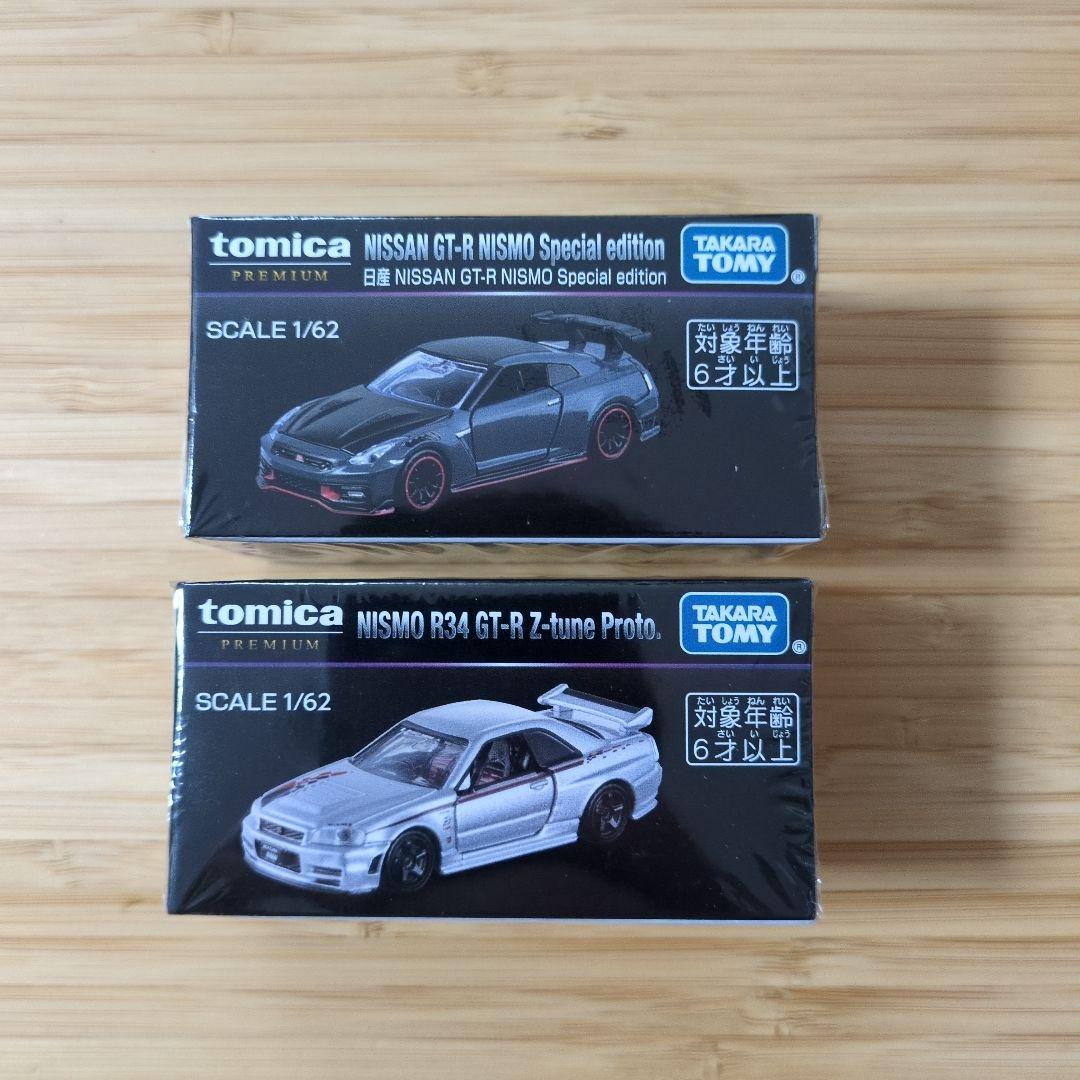 tomica
PREMIUM
NISSAN GT-R NISMO Special edition
日産 NISSAN GT-R NISMO Special edition
TAKARA
TOMY
®
SCALE 1/62
たい しょう ねん れい
対象年齢
さい い じょう
6才以上
tomica
PREMIUM
NISMO R34 GT-R Z-tune Proto.
TAKARA
TOMY
®
SCALE 1/62
たい しょう ねん れい
対象年齢
さい い じょう
6才以上